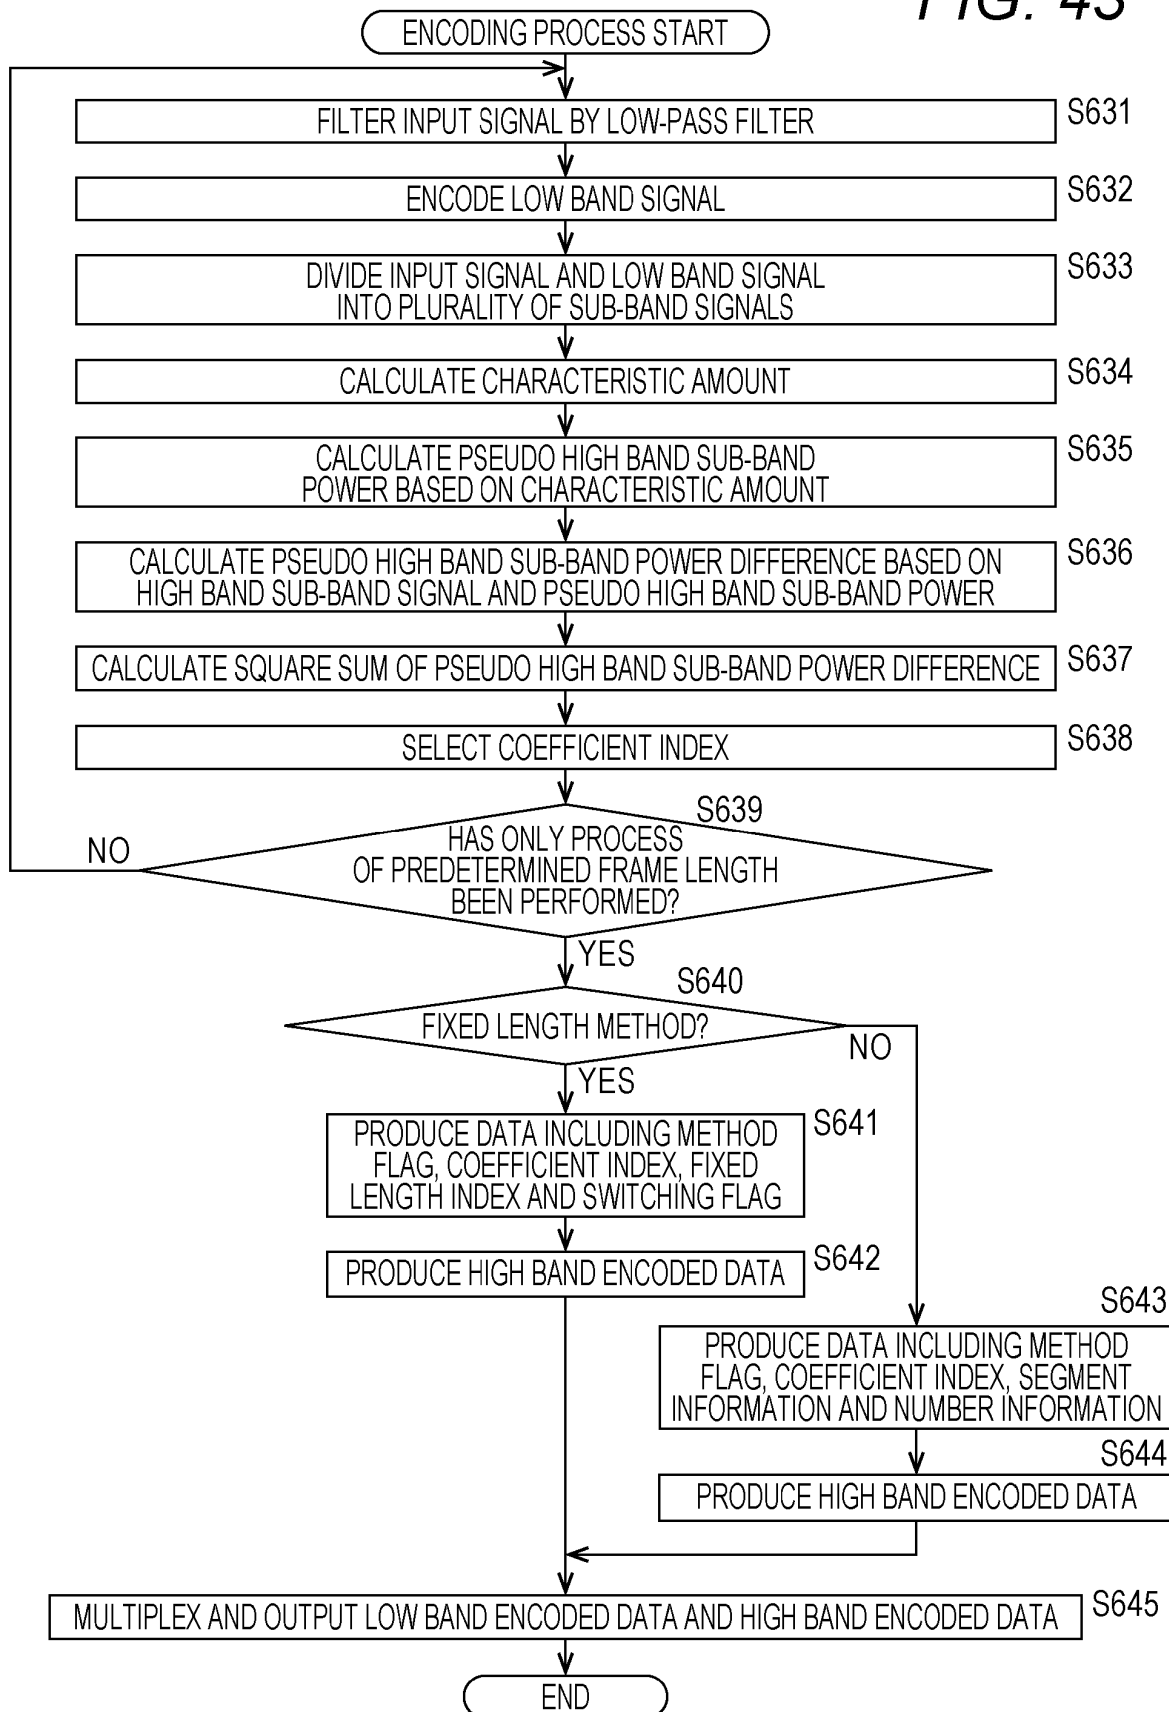 FIG. 43
ENCODING PROCESS START
FILTER INPUT SIGNAL BY LOW-PASS FILTER
S631
ENCODE LOW BAND SIGNAL
S632
DIVIDE INPUT SIGNAL AND LOW BAND SIGNAL
INTO PLURALITY OF SUB-BAND SIGNALS
S633
CALCULATE CHARACTERISTIC AMOUNT
S634
CALCULATE PSEUDO HIGH BAND SUB-BAND
POWER BASED ON CHARACTERISTIC AMOUNT
S635
CALCULATE PSEUDO HIGH BAND SUB-BAND POWER DIFFERENCE BASED ON
HIGH BAND SUB-BAND SIGNAL AND PSEUDO HIGH BAND SUB-BAND POWER
S636
CALCULATE SQUARE SUM OF PSEUDO HIGH BAND SUB-BAND POWER DIFFERENCE
S637
SELECT COEFFICIENT INDEX
S638
S639
HAS ONLY PROCESS
OF PREDETERMINED FRAME LENGTH
BEEN PERFORMED?
NO
YES
S640
FIXED LENGTH METHOD?
NO
YES
PRODUCE DATA INCLUDING METHOD
FLAG, COEFFICIENT INDEX, FIXED
LENGTH INDEX AND SWITCHING FLAG
S641
PRODUCE HIGH BAND ENCODED DATA
S642
S643
PRODUCE DATA INCLUDING METHOD
FLAG, COEFFICIENT INDEX, SEGMENT
INFORMATION AND NUMBER INFORMATION
S644
PRODUCE HIGH BAND ENCODED DATA
MULTIPLEX AND OUTPUT LOW BAND ENCODED DATA AND HIGH BAND ENCODED DATA
S645
END